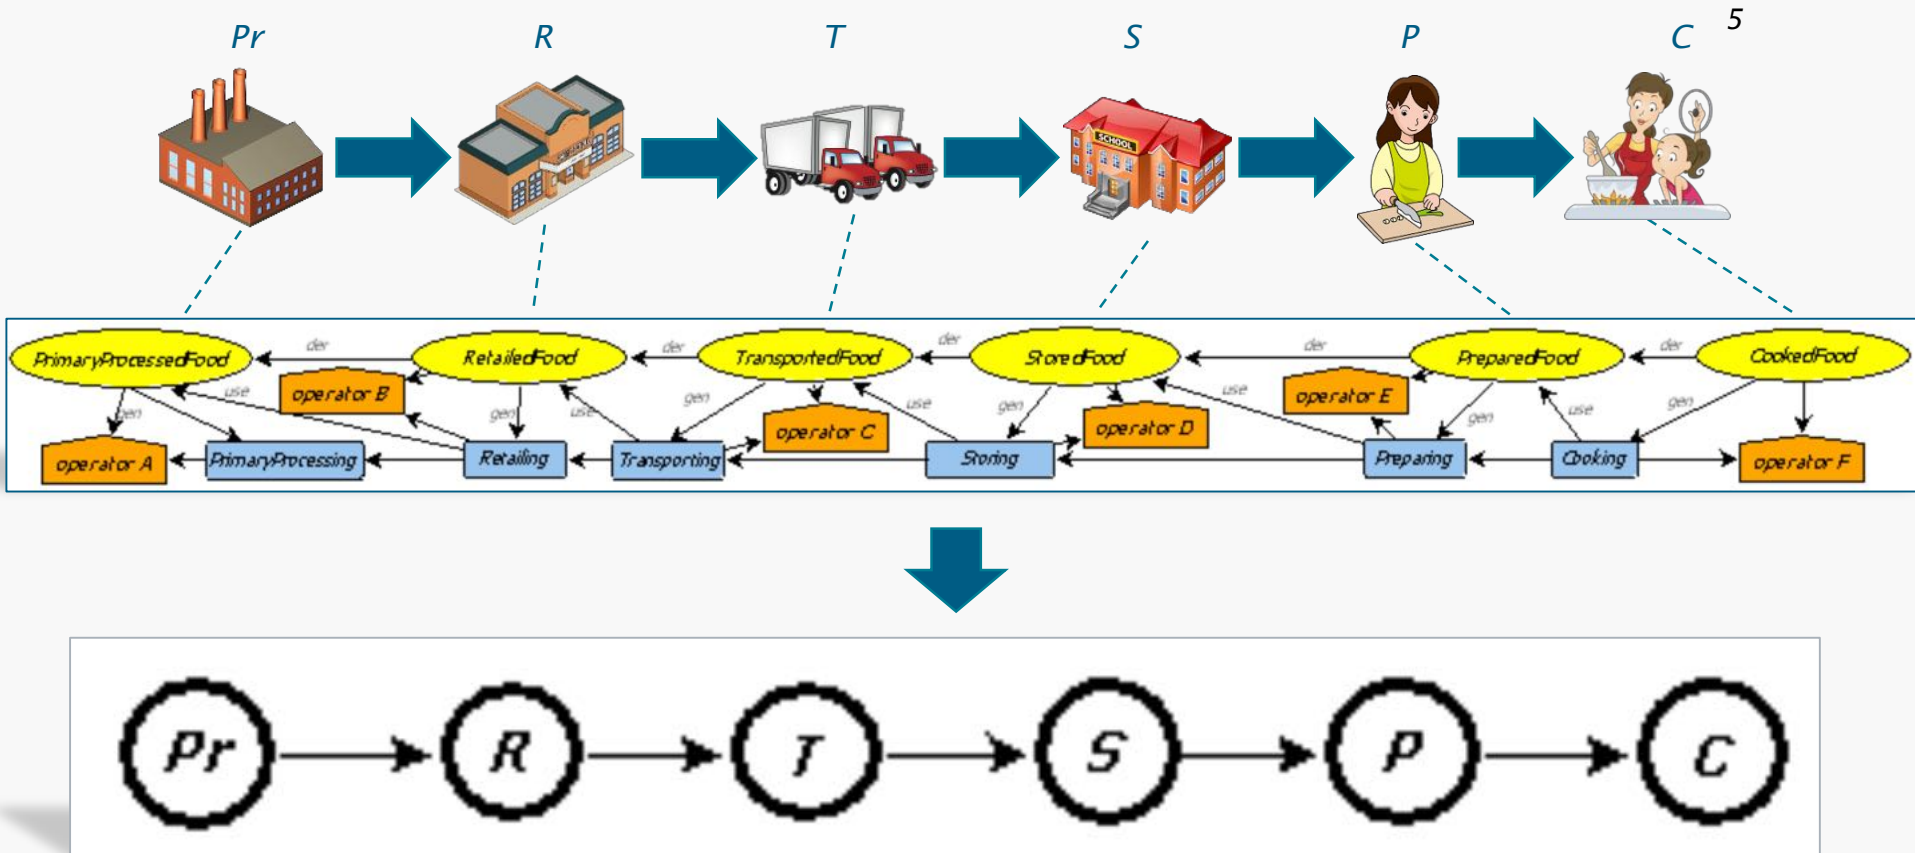 Pr R T S P C 5
SCHOOL
PrimaryProcessedFood der RetailedFood der TransportedFood der StoredFood der PreparedFood der CookedFood
use operator B gen use gen operator C use gen operator D use operator E gen use gen
gen operator A PrimaryProcessing Retailing Transporting Storing Preparing Cooking operator F
Pr R T S P C